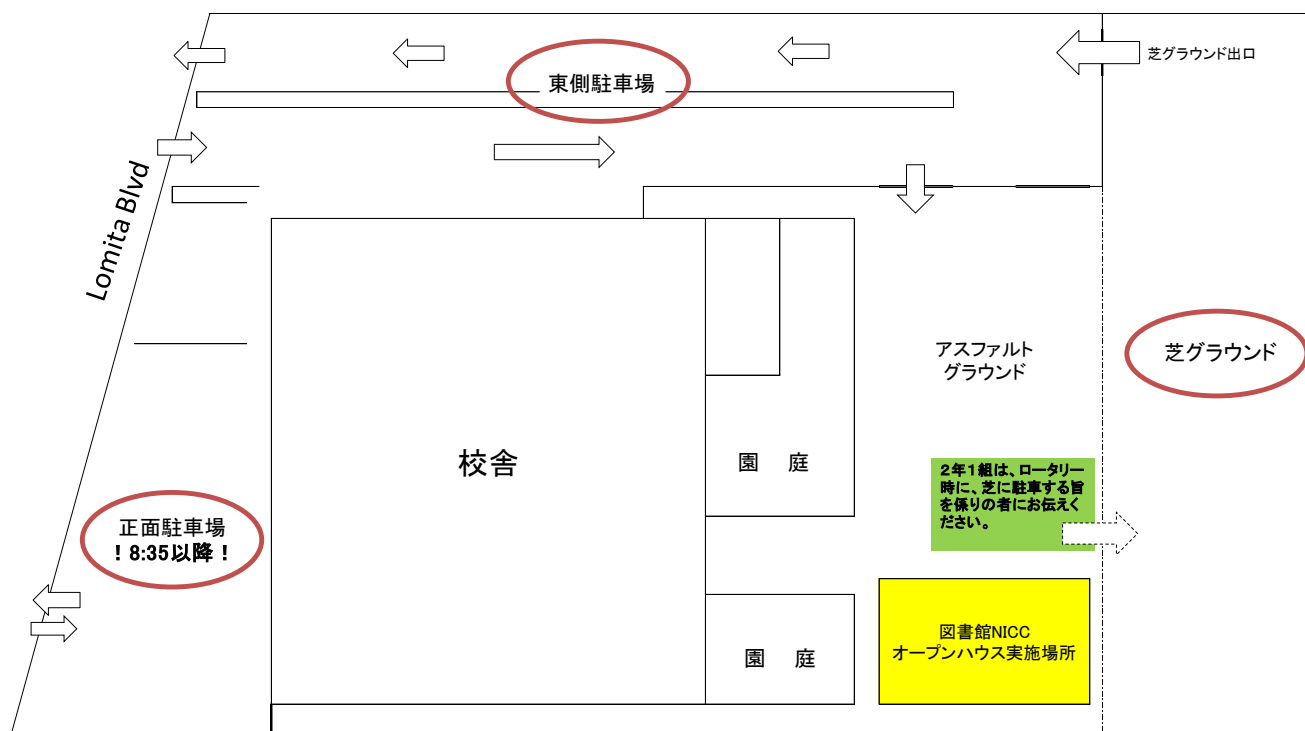 芝グラウンド出口
東側駐車場
Lomita Blvd
アスファルト
グラウンド
芝グラウンド
校舎
園　庭
2年1組は、ロータリー
時に、芝に駐車する旨
を係りの者にお伝えく
ださい。
正面駐車場
！8:35以降！
図書館NICC
オープンハウス実施場所
園　庭